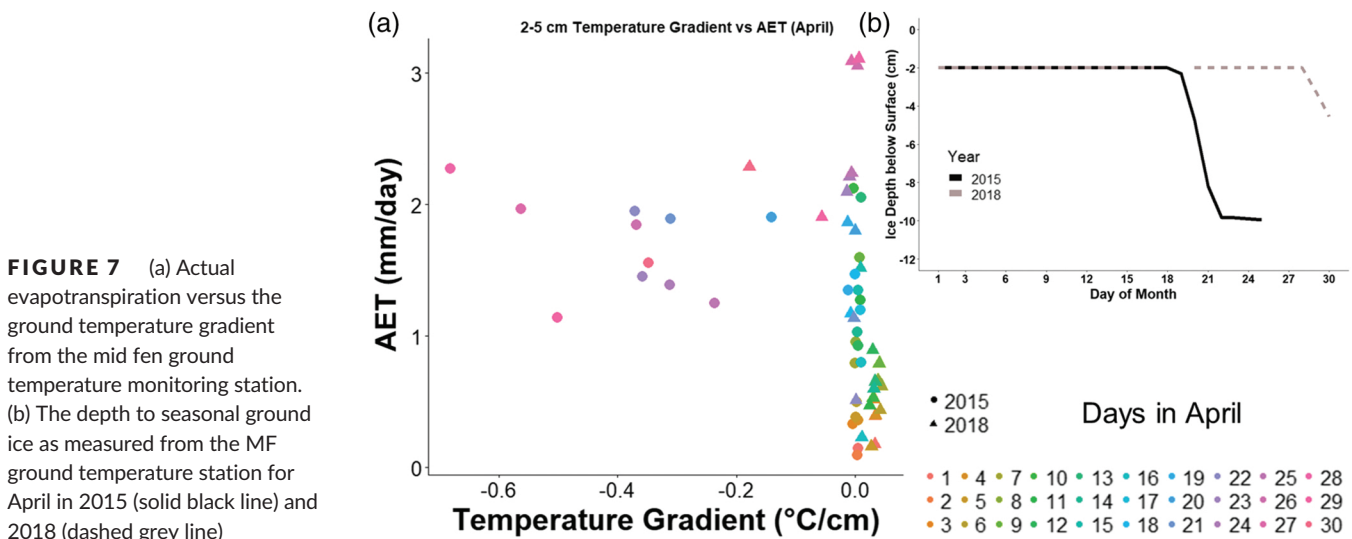 FIGURE 7 (a) Actual
evapotranspiration versus the
ground temperature gradient
from the mid fen ground
temperature monitoring station.
(b) The depth to seasonal ground
ice as measured from the MF
ground temperature station for
April in 2015 (solid black line) and
2018 (dashed grey line)
(a)
2-5 cm Temperature Gradient vs AET (April)
AET (mm/day)
3
2
1
0
-0.6 -0.4 -0.2 0.0
Temperature Gradient (°C/cm)
(b)
Ice Depth below Surface (cm)
0
-2
-4
-6
-8
-10
-12
Year
2015
2018
1 3 6 9 12 15 18 21 24 27 30
Day of Month
2015
2018
Days in April
1 4 7 10 13 16 19 22 25 28
2 5 8 11 14 17 20 23 26 29
3 6 9 12 15 18 21 24 27 30